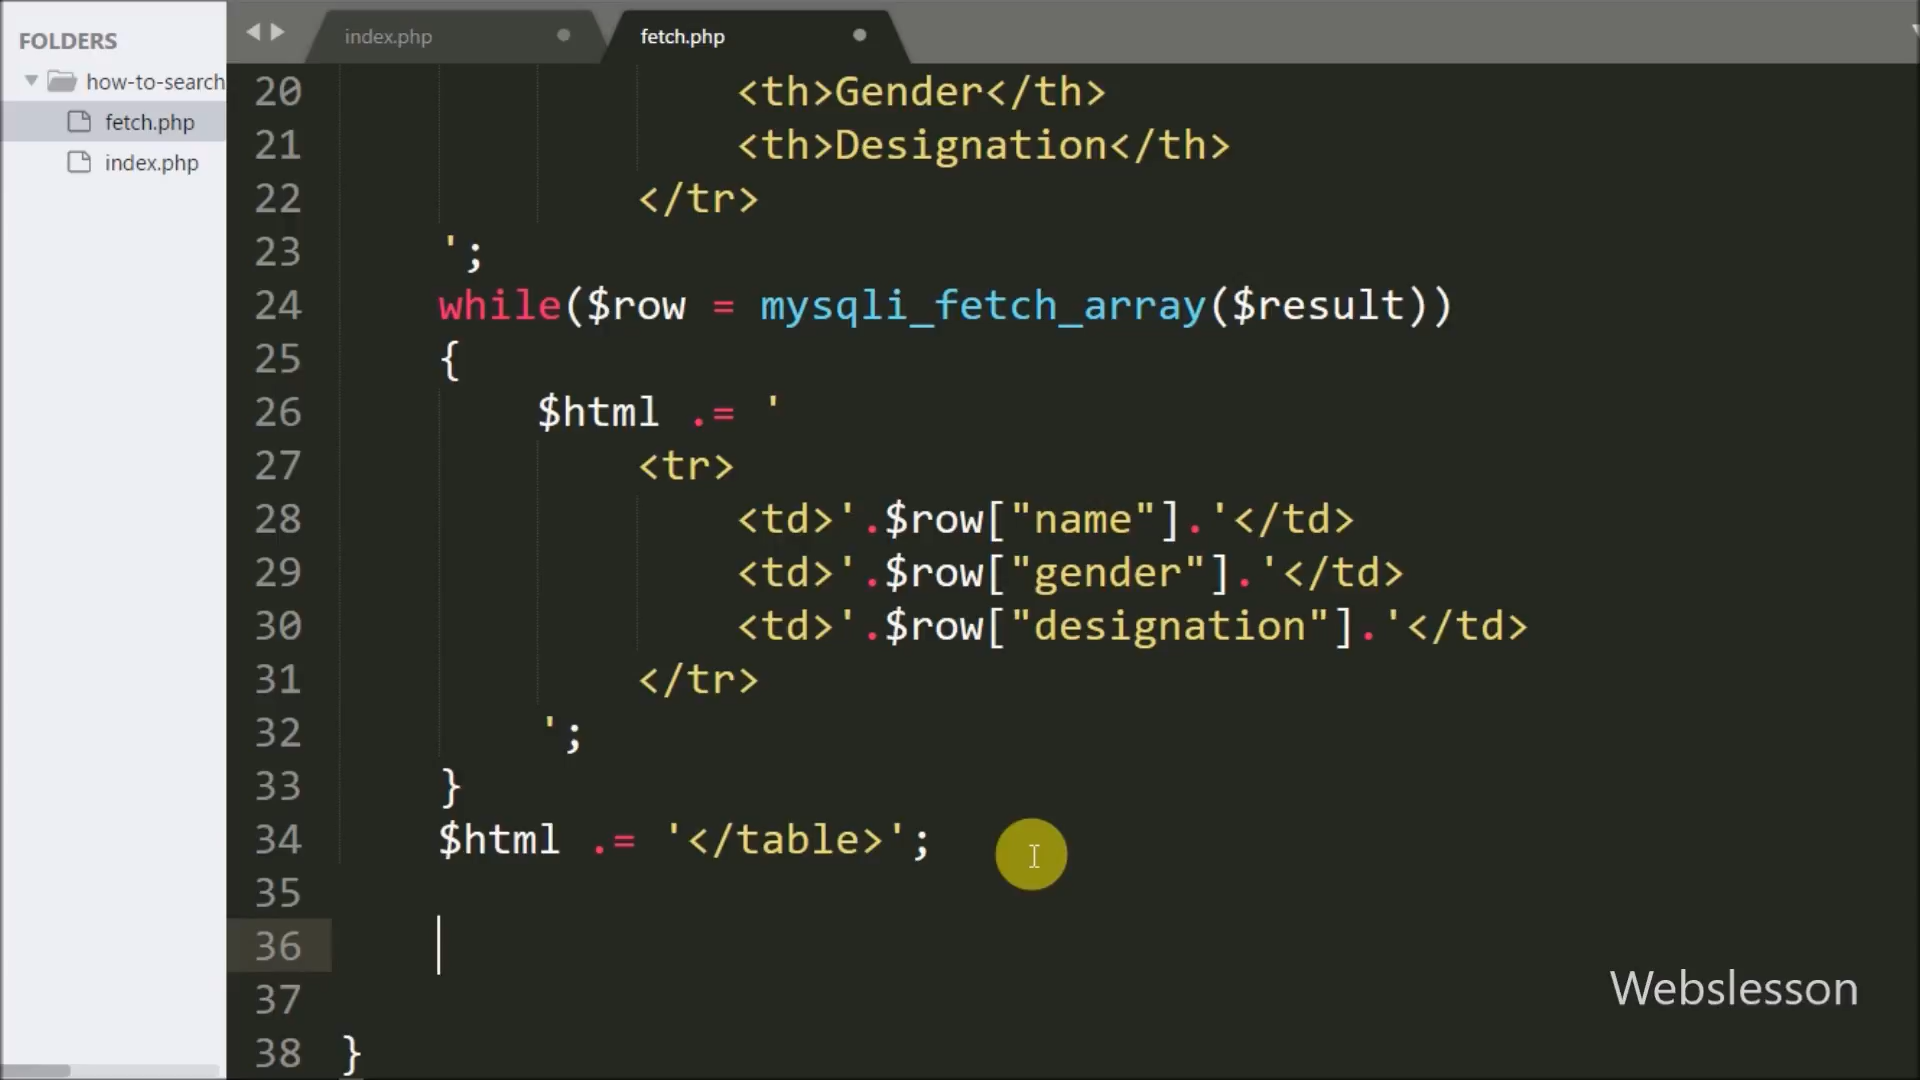 FOLDERS
how-to-search
fetch.php
index.php
index.php
fetch.php
20 <th>Gender</th>
21 <th>Designation</th>
22 </tr>
23 ';
24 while($row = mysqli_fetch_array($result))
25 {
26 $html .= '
27 <tr>
28 <td>'.$row["name"].'</td>
29 <td>'.$row["gender"].'</td>
30 <td>'.$row["designation"].'</td>
31 </tr>
32 ';
33 }
34 $html .= '</table>';
35
36
37
38 }
Webslesson